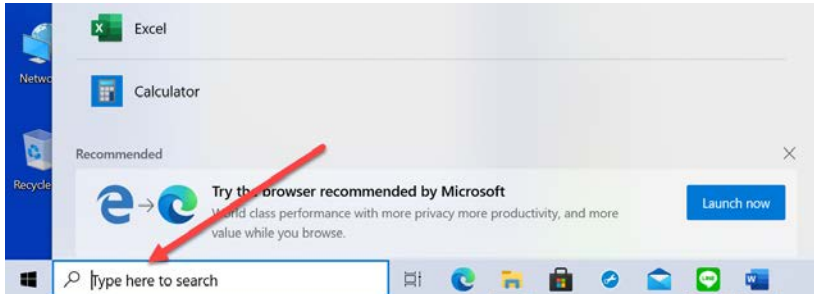 Excel
Netwo
Calculator
Recommended
Recycle
Try the browser recommended by Microsoft
World class performance with more privacy more productivity, and more
value while you browse.
Launch now
Type here to search
LINE
W